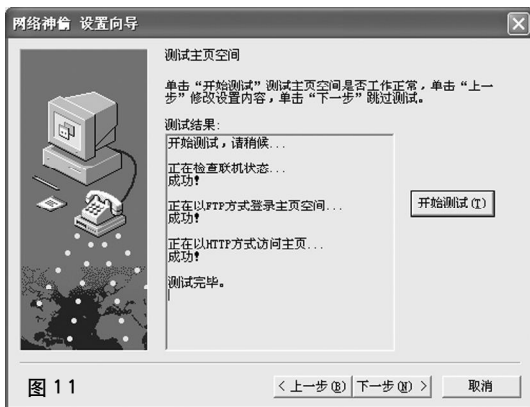 网络神偷 设置向导
测试主页空间
单击“开始测试”测试主页空间是否工作正常，单击“上一
步”修改设置内容，单击“下一步”跳过测试。
测试结果:
开始测试，请稍候...
正在检查联机状态...
成功!
正在以FTP方式登录主页空间...
成功!
正在以HTTP方式访问主页...
成功!
测试完毕。
开始测试(T)
图 11
< 上一步(B)
下一步(N) >
取消